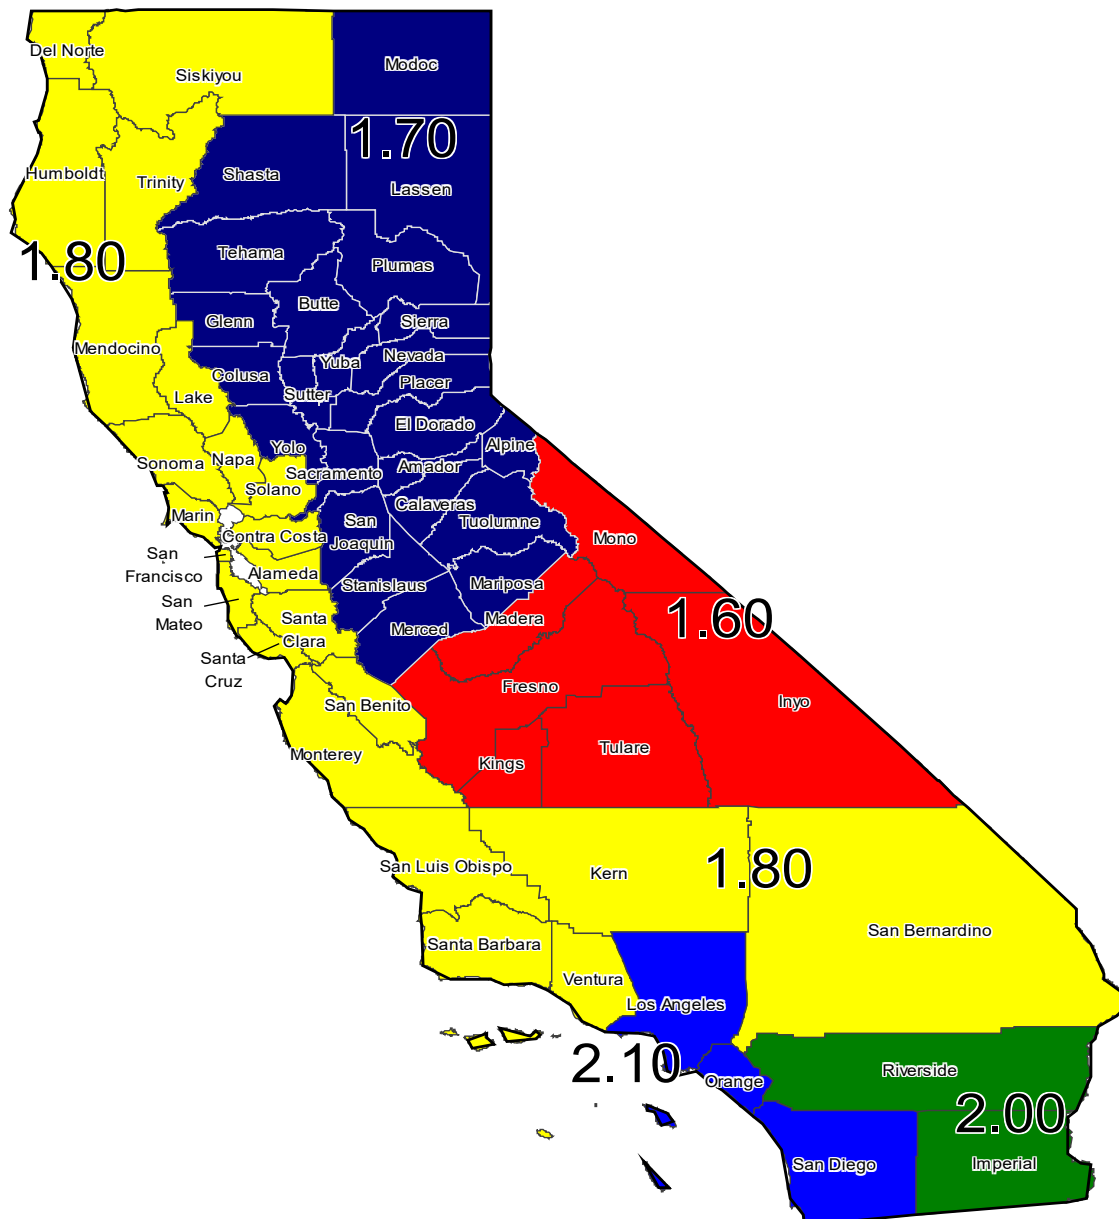 Del Norte
Siskiyou
Modoc
1.70
Shasta
Lassen
Humboldt
Trinity
1.80
Tehama
Plumas
Butte
Glenn
Sierra
Mendocino
Yuba
Nevada
Colusa
Placer
Lake
Sutter
El Dorado
Yolo
Alpine
Sonoma
Napa
Sacramento
Amador
Solano
Calaveras
Marin
San
Joaquin
Tuolumne
Contra Costa
Mono
San
Francisco
Alameda
Stanislaus
Mariposa
San
Mateo
Santa
Clara
Merced
Madera
1.60
Santa
Cruz
Fresno
Inyo
San Benito
Monterey
Kings
Tulare
San Luis Obispo
Kern
1.80
San Bernardino
Santa Barbara
Ventura
Los Angeles
2.10
Orange
Riverside
2.00
San Diego
Imperial